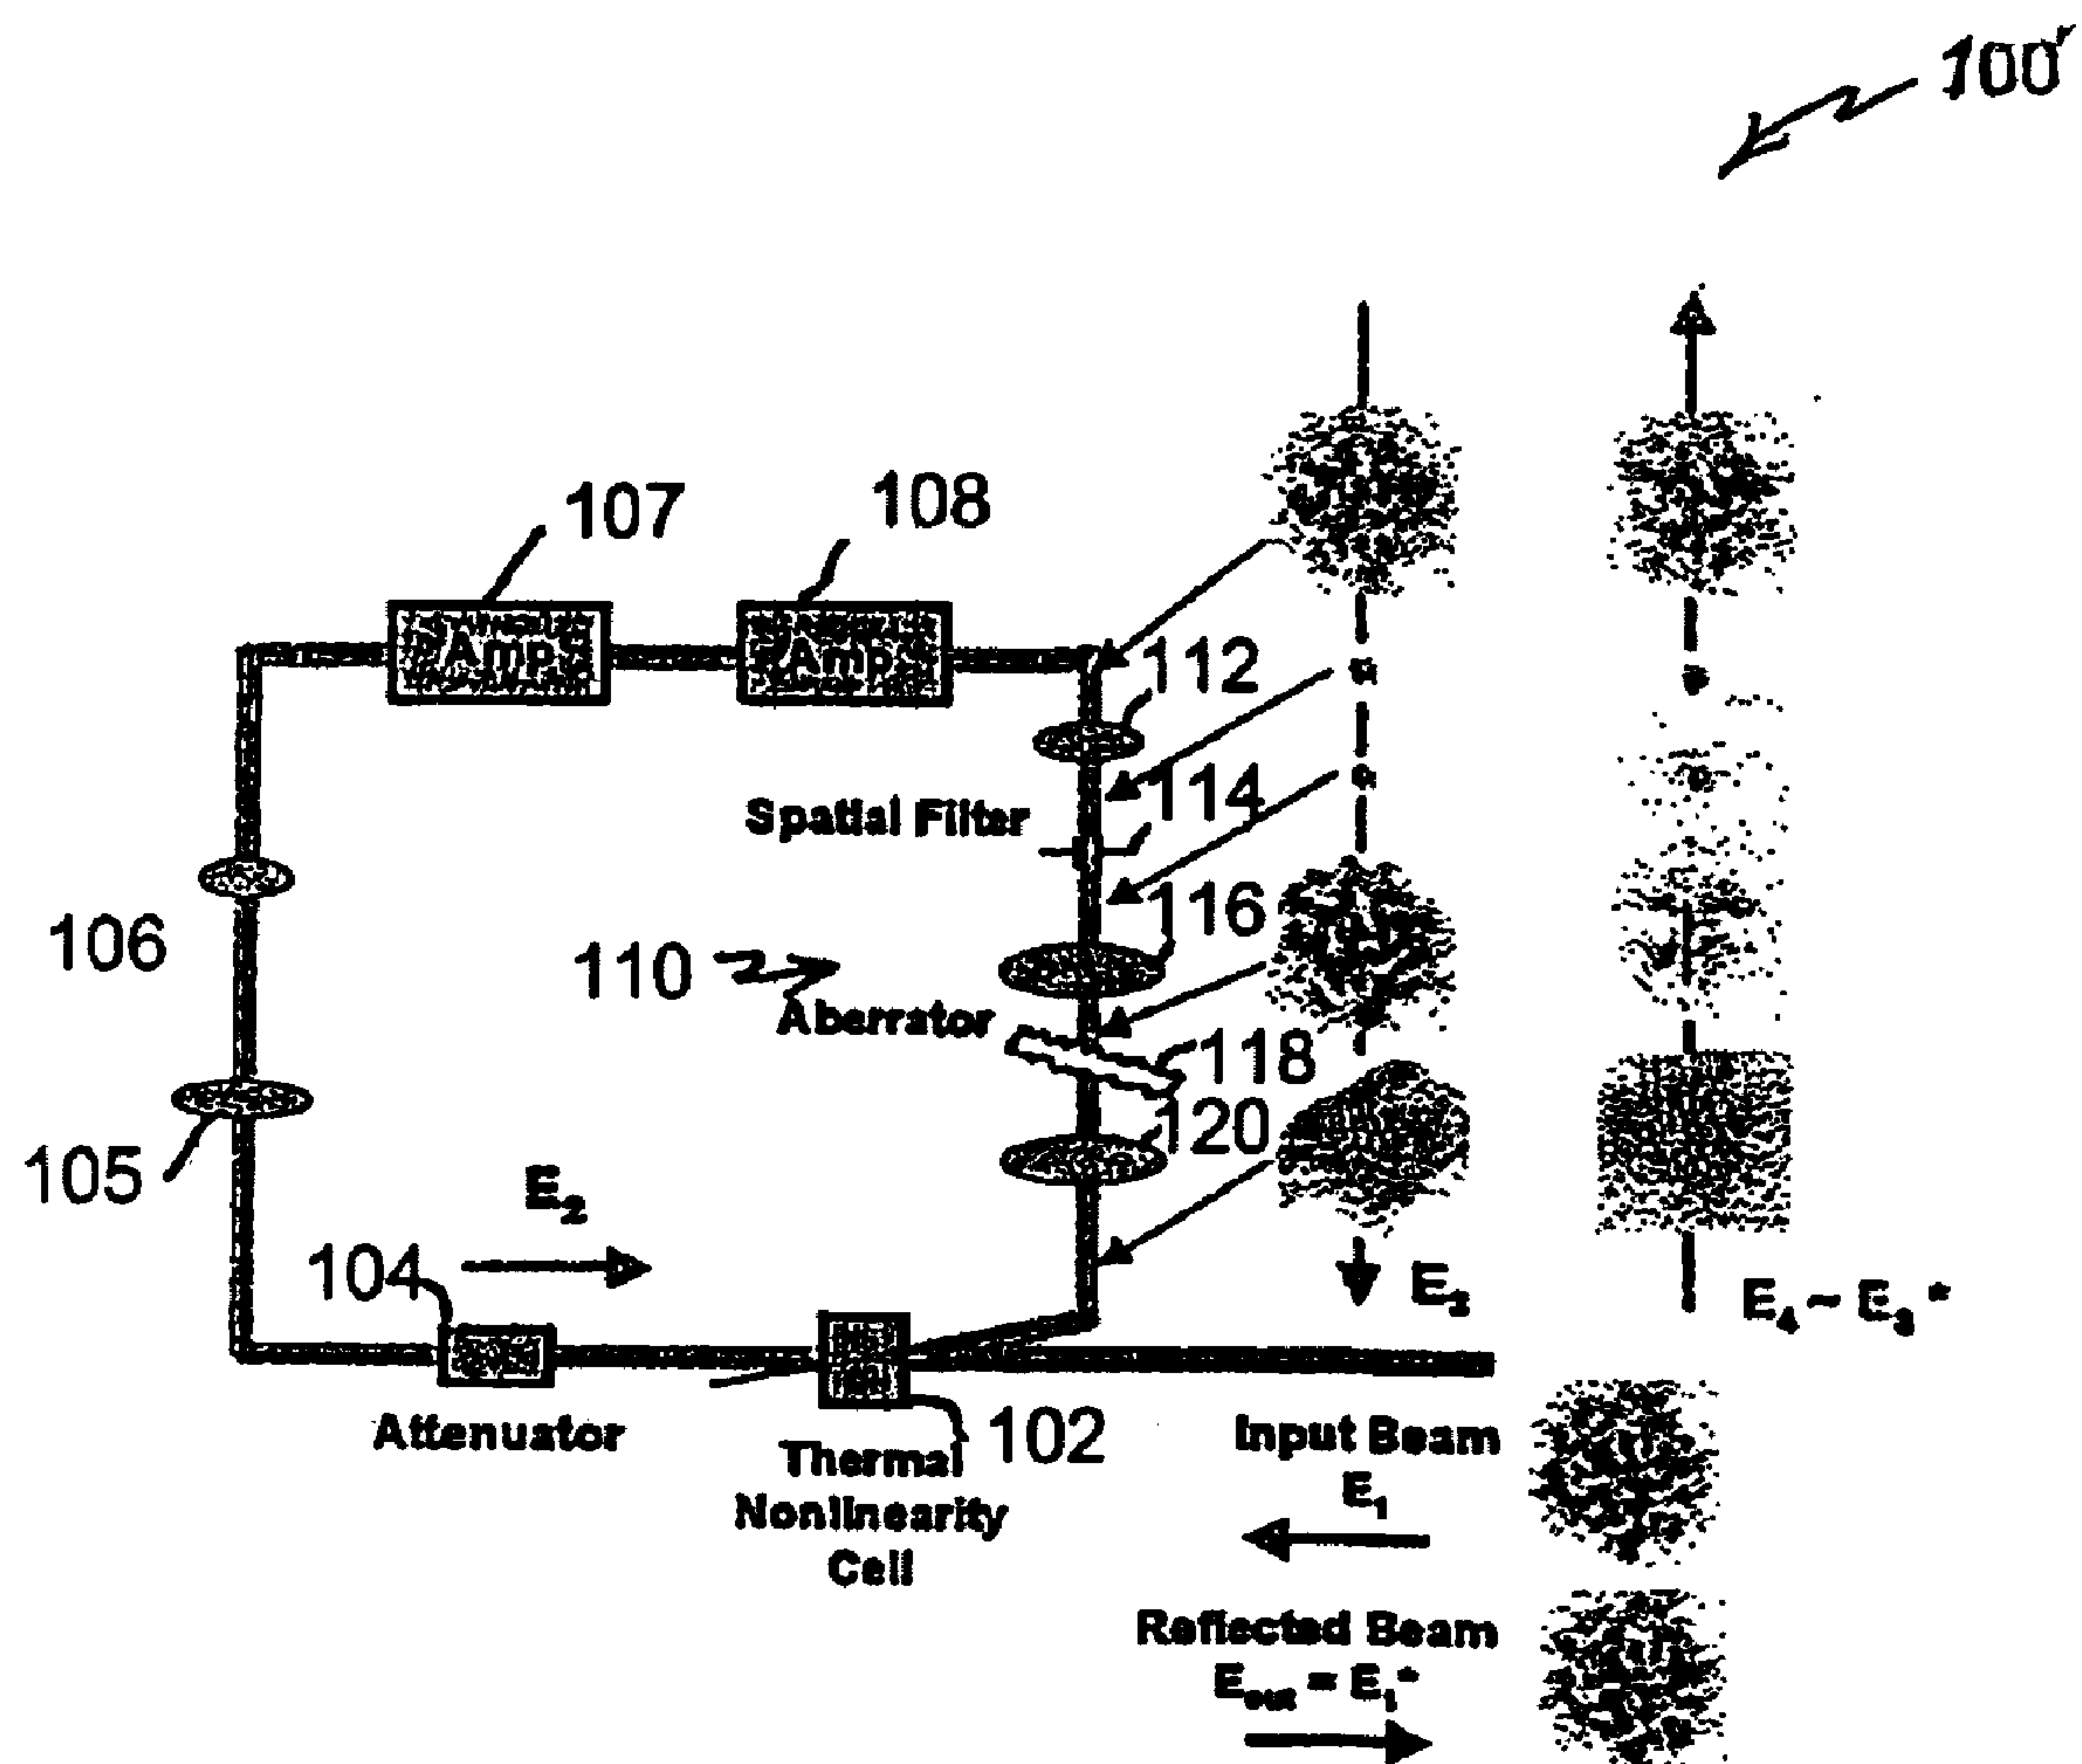 100'
107
108
Amp
Amp
112
114
Spatial Filter
116
106
110
Aberrator
118
120
105
E2
104
E3
E4 ~ E3*
Attenuator
102
Thermal
Nonlinearity
Cell
Input Beam
E1
Reflected Beam
Eout = E1*